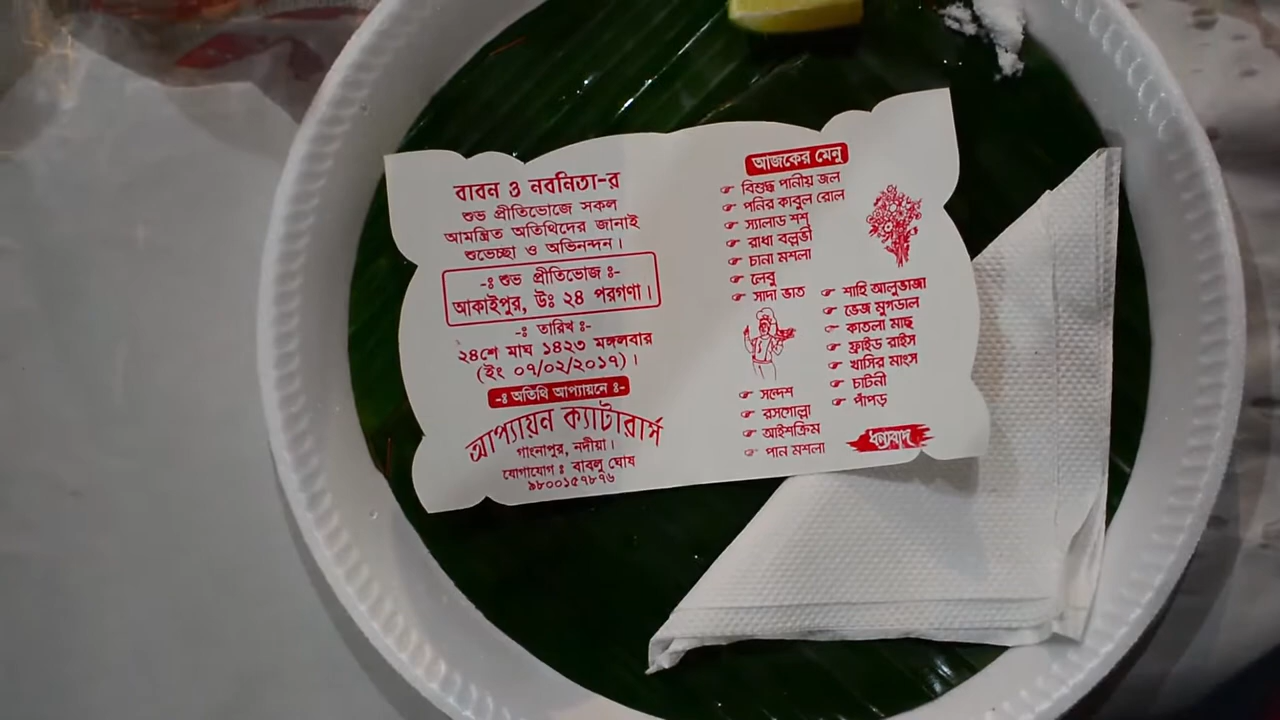 বাবন ও নবনিতা-র
শুভ প্রীতিভোজে সকল
আমন্ত্রিত অতিথিদের জানাই
শুভেচ্ছা ও অভিনন্দন।
-ঃ শুভ প্রীতিভোজ ঃ-
আকাইপুর, উঃ ২৪ পরগণা।
-ঃ তারিখ ঃ-
২৪শে মাঘ ১৪২৩ মঙ্গলবার
(ইং ০৭/০২/২০১৭)।
-ঃ অতিথি আপ্যায়নে ঃ-
আপ্যায়ন ক্যাটারার্স
গাংনাপুর, নদীয়া।
যোগাযোগ : বাবলু ঘোষ
৯৮০০১৫৭৮৭৬
আজকের মেনু
☞ বিশুদ্ধ পানীয় জল
☞ পনির কাবুল রোল
☞ স্যালাড শশ্
☞ রাধা বল্লভী
☞ চানা মশলা
☞ লেবু
☞ সাদা ভাত
☞ শাহি আলুভাজা
☞ ভেজ মুগডাল
☞ কাতলা মাছ
☞ ফ্রাইড রাইস
☞ খাসির মাংস
☞ চাটনী
☞ পাঁপড়
☞ সন্দেশ
☞ রসগোল্লা
☞ আইশক্রিম
☞ পান মশলা
ধন্যবাদ